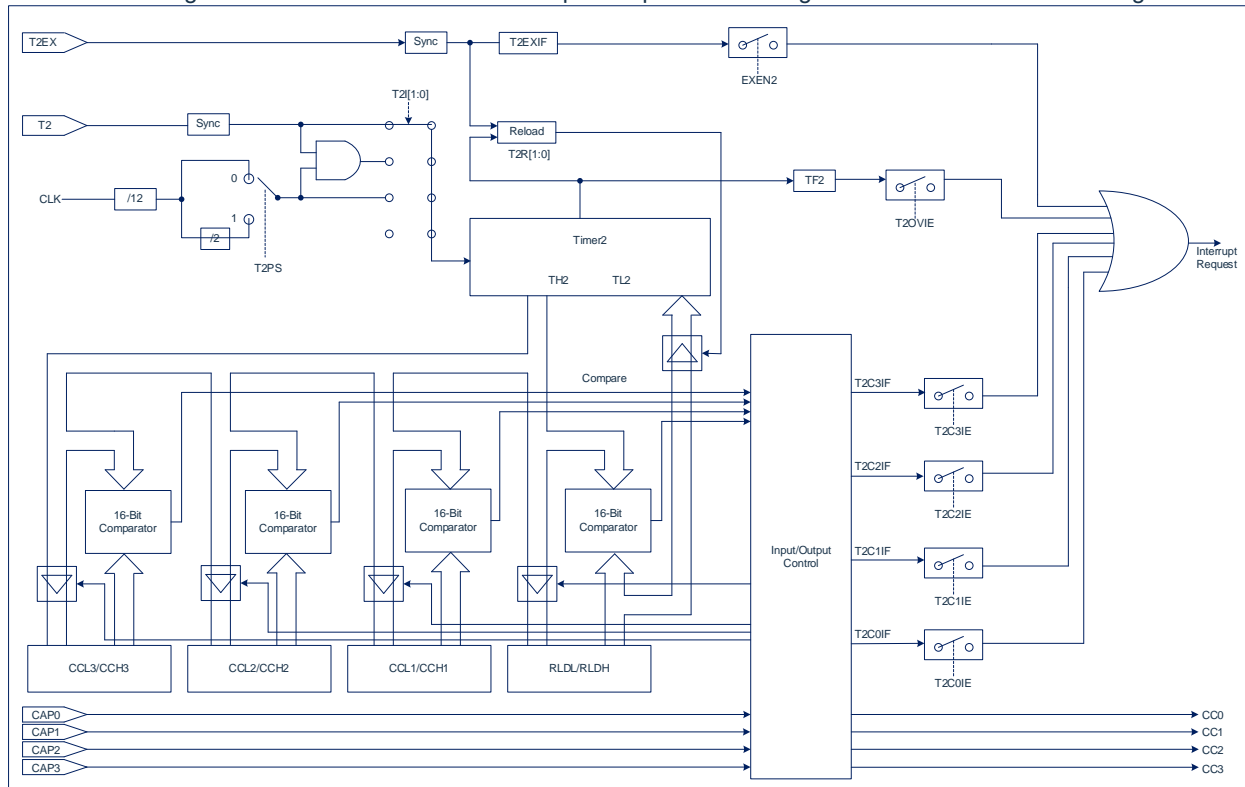 T2EX
Sync
T2EXIF
EXEN2
T2I[1:0]
T2
Sync
Reload
T2R[1:0]
CLK
/12
0
1
/2
T2PS
TF2
T2OVIE
Timer2
TH2 TL2
Interrupt
Request
Compare
16-Bit
Comparator
16-Bit
Comparator
16-Bit
Comparator
16-Bit
Comparator
Input/Output
Control
T2C3IF
T2C3IE
T2C2IF
T2C2IE
T2C1IF
T2C1IE
T2C0IF
T2C0IE
CCL3/CCH3
CCL2/CCH2
CCL1/CCH1
RLDL/RLDH
CAP0
CAP1
CAP2
CAP3
CC0
CC1
CC2
CC3